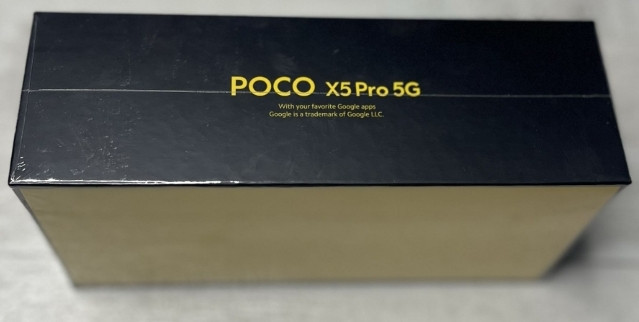 POCO X5 Pro 5G
With your favorite Google apps
Google is a trademark of Google LLC.